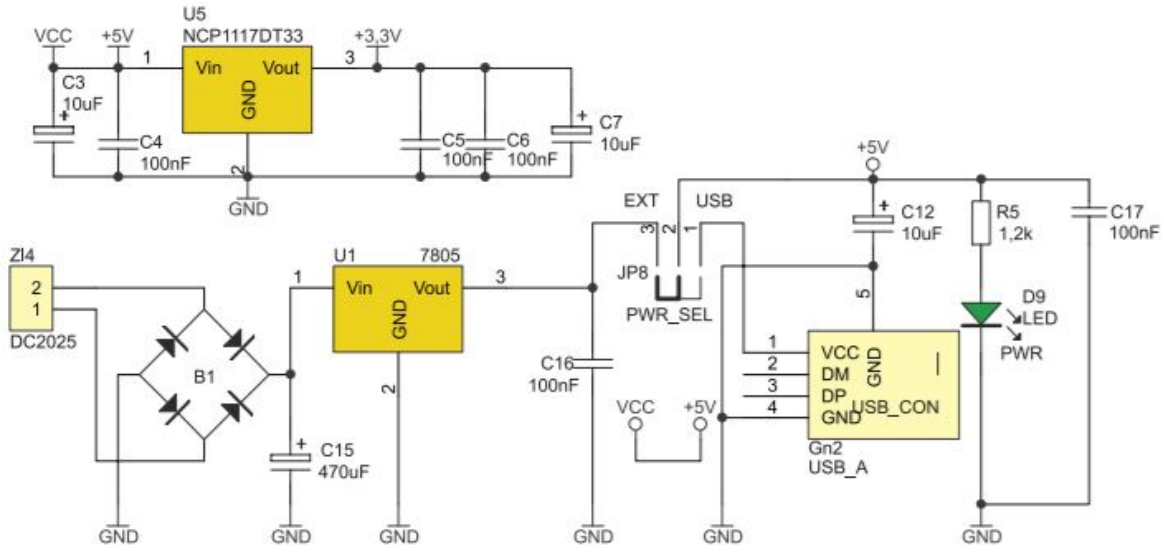 U5
NCP1117DT33
VCC
+5V
1
Vin
Vout
GND
2
3
+3,3V
C3
10uF
+
C4
100nF
C5
100nF
C6
100nF
+
C7
10uF
GND
ZI4
2
1
DC2025
B1
GND
+
C15
470uF
GND
U1
7805
1
Vin
Vout
GND
2
3
GND
C16
100nF
GND
EXT
USB
3
2
1
JP8
PWR_SEL
VCC
+5V
+5V
+
C12
10uF
R5
1,2k
C17
100nF
D9
LED
PWR
5
1
2
3
4
VCC
DM
DP
GND
GND
USB_CON
Gn2
USB_A
GND
GND